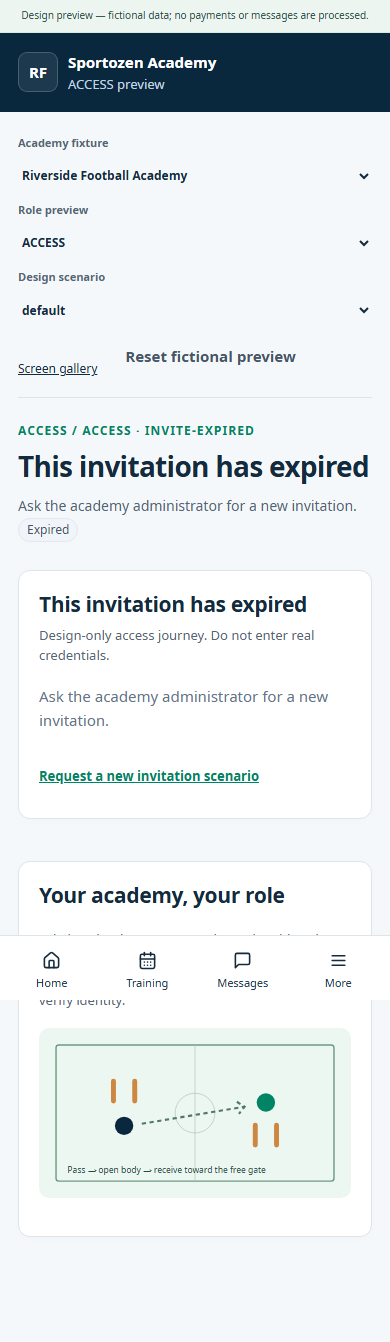 Design preview — fictional data; no payments or messages are processed.
RF
Sportozen Academy
ACCESS preview
Academy fixture
Riverside Football Academy
Role preview
ACCESS
Design scenario
default
Screen gallery
Reset fictional preview
ACCESS / ACCESS · INVITE-EXPIRED
This invitation has expired
Ask the academy administrator for a new invitation.
Expired
This invitation has expired
Design-only access journey. Do not enter real
credentials.
Ask the academy administrator for a new
invitation.
Request a new invitation scenario
Your academy, your role
Home
Training
Messages
More
verify identity.
Pass → open body → receive toward the free gate